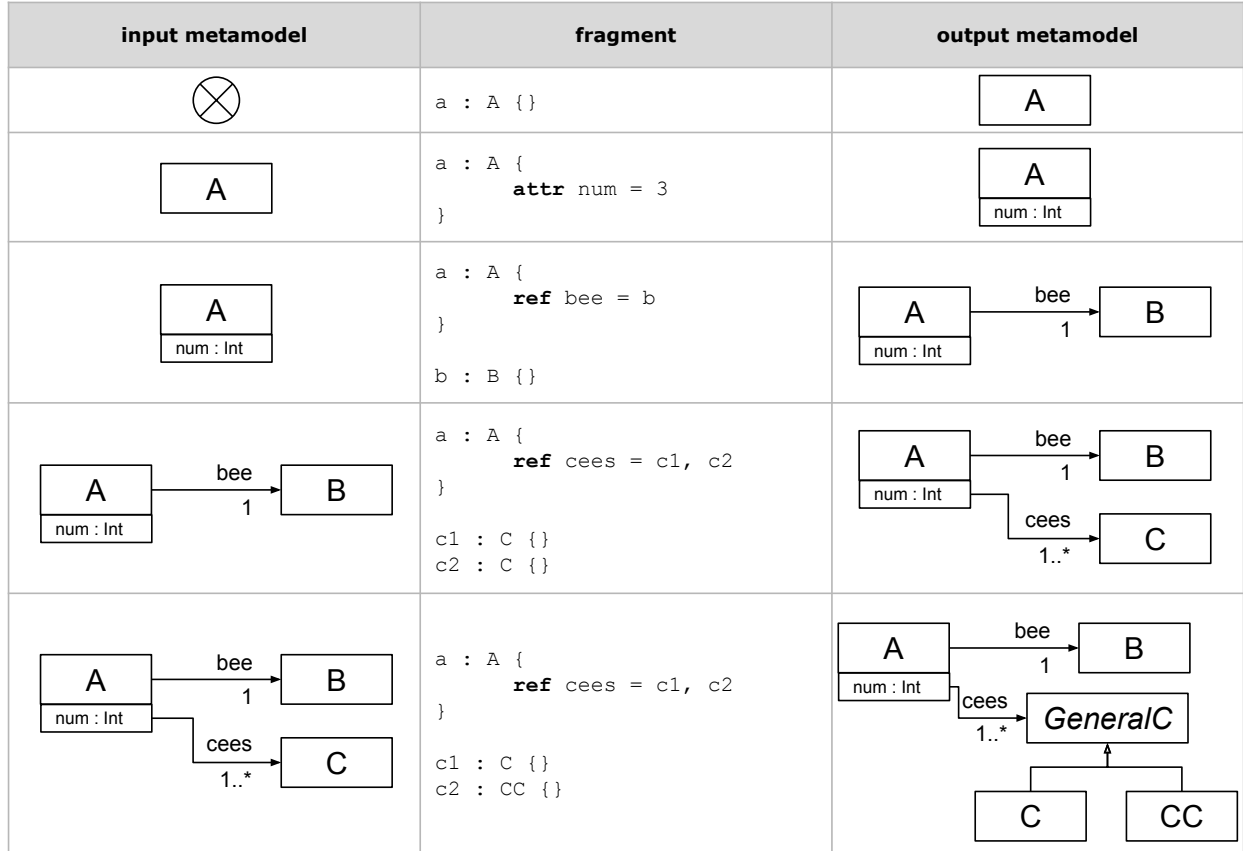 input metamodel fragment output metamodel
a : A {}
A
A
a : A {
attr num = 3
}
A
num : Int
A
num : Int
a : A {
ref bee = b
}
b : B {}
A
num : Int
bee
1
B
A
num : Int
bee
1
B
a : A {
ref cees = c1, c2
}
c1 : C {}
c2 : C {}
A
num : Int
bee
1
B
cees
1..*
C
A
num : Int
bee
1
B
cees
1..*
C
a : A {
ref cees = c1, c2
}
c1 : C {}
c2 : CC {}
A
num : Int
bee
1
B
cees
1..*
GeneralC
C
CC